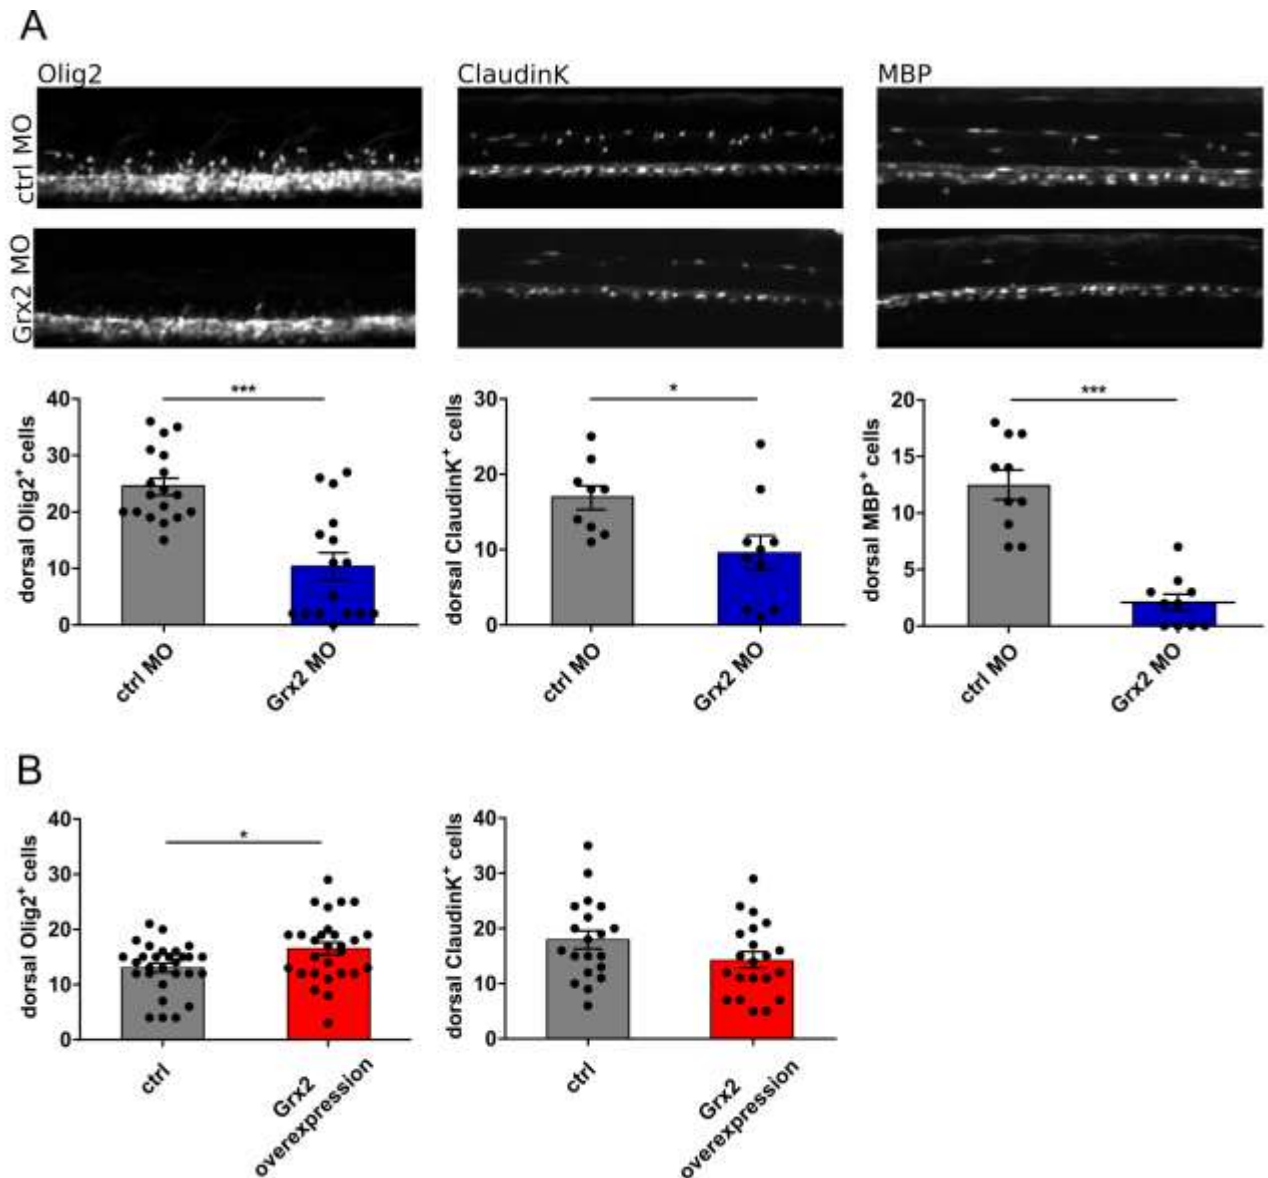 A
Olig2
ClaudinK
MBP
ctrl MO
Grx2 MO
dorsal Olig2+ cells
40
30
20
10
0
***
ctrl MO
Grx2 MO
dorsal ClaudinK+ cells
30
20
10
0
*
ctrl MO
Grx2 MO
dorsal MBP+ cells
20
15
10
5
0
***
ctrl MO
Grx2 MO
B
dorsal Olig2+ cells
40
30
20
10
0
*
ctrl
Grx2
overexpression
dorsal ClaudinK+ cells
40
30
20
10
0
ctrl
Grx2
overexpression